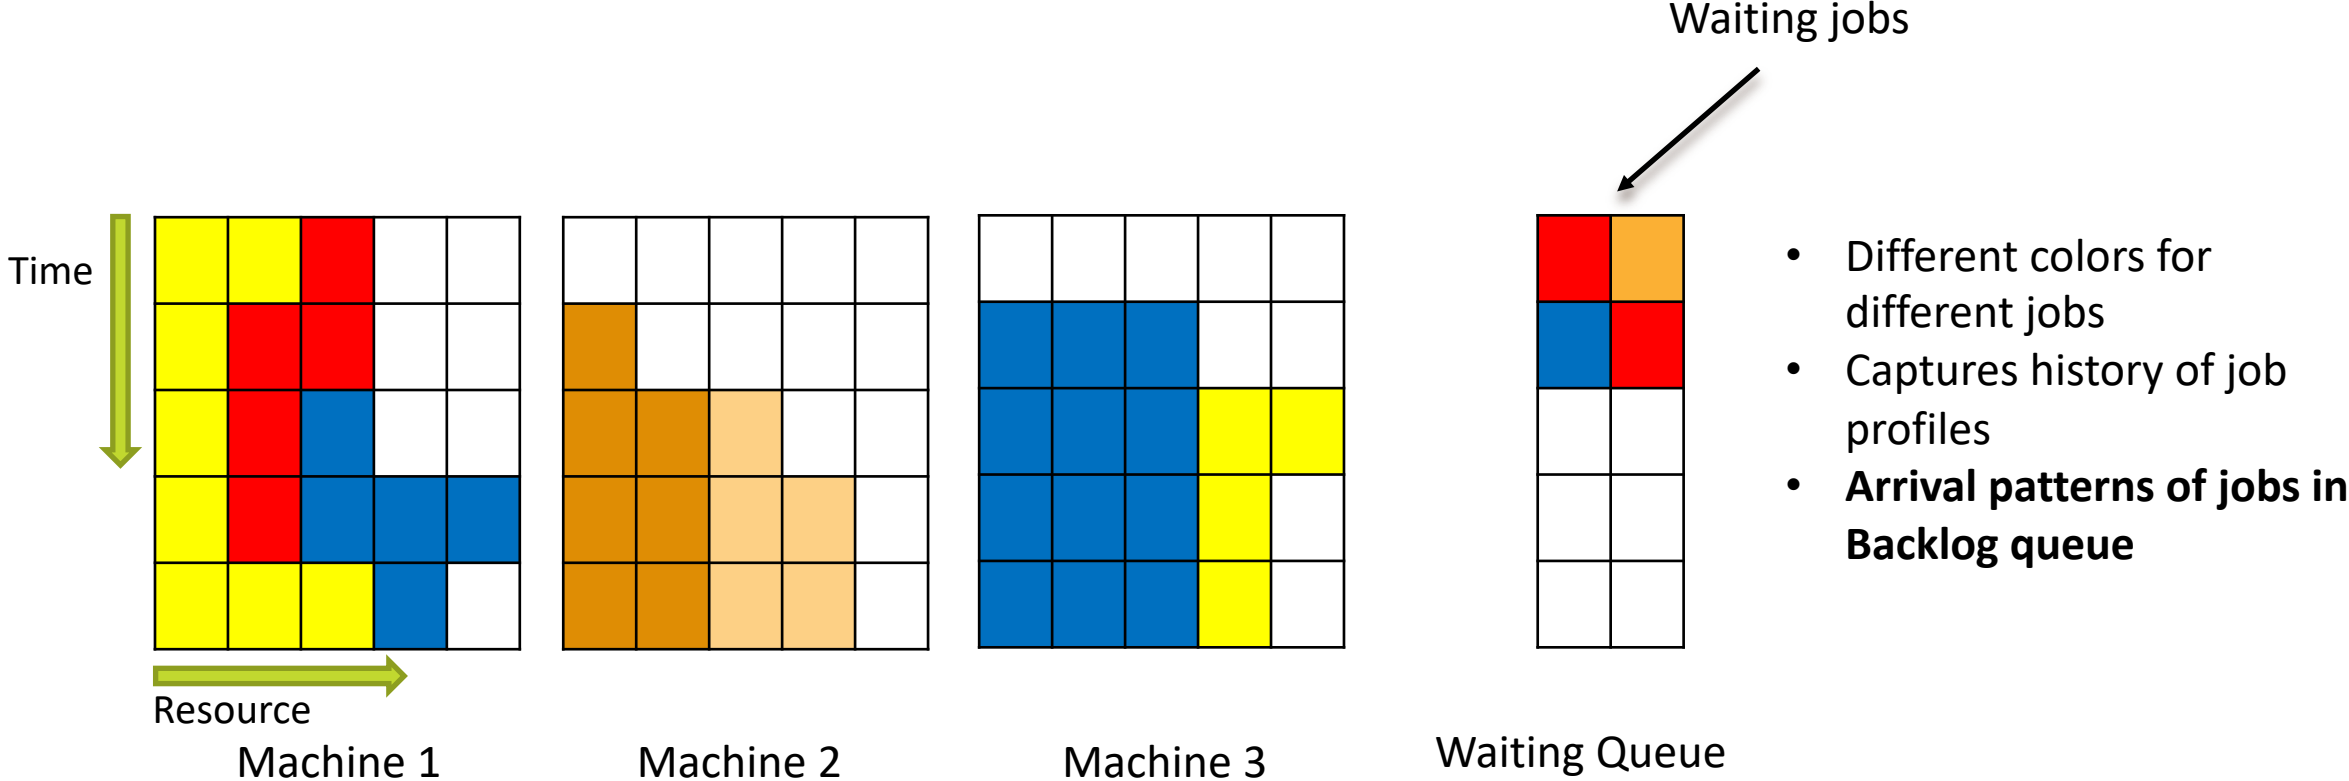 Waiting jobs
Time
Resource
Machine 1
Machine 2
Machine 3
Waiting Queue
• Different colors for
different jobs
• Captures history of job
profiles
• Arrival patterns of jobs in
Backlog queue